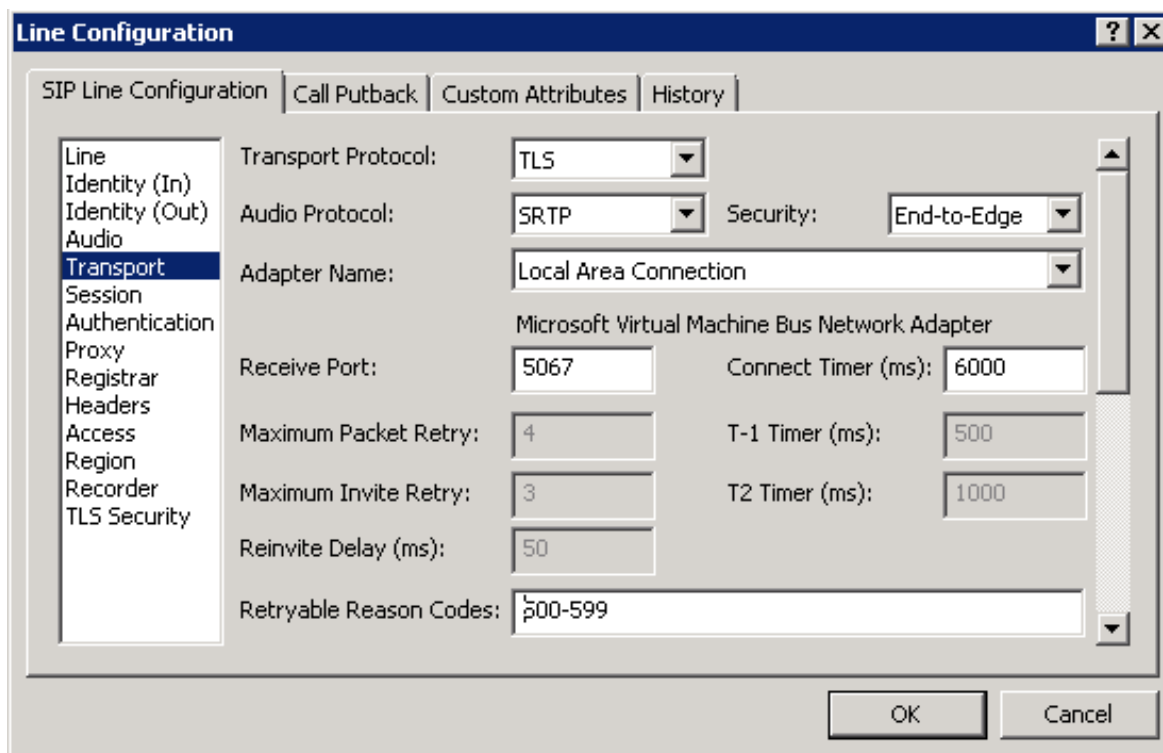 Line Configuration
SIP Line Configuration
Call Putback
Custom Attributes
History
Line
Identity (In)
Identity (Out)
Audio
Transport
Session
Authentication
Proxy
Registrar
Headers
Access
Region
Recorder
TLS Security
Transport Protocol: TLS
Audio Protocol: SRTP Security: End-to-Edge
Adapter Name: Local Area Connection
Microsoft Virtual Machine Bus Network Adapter
Receive Port: 5067 Connect Timer (ms): 6000
Maximum Packet Retry: 4 T-1 Timer (ms): 500
Maximum Invite Retry: 3 T2 Timer (ms): 1000
Reinvite Delay (ms): 50
Retryable Reason Codes: 500-599
OK Cancel